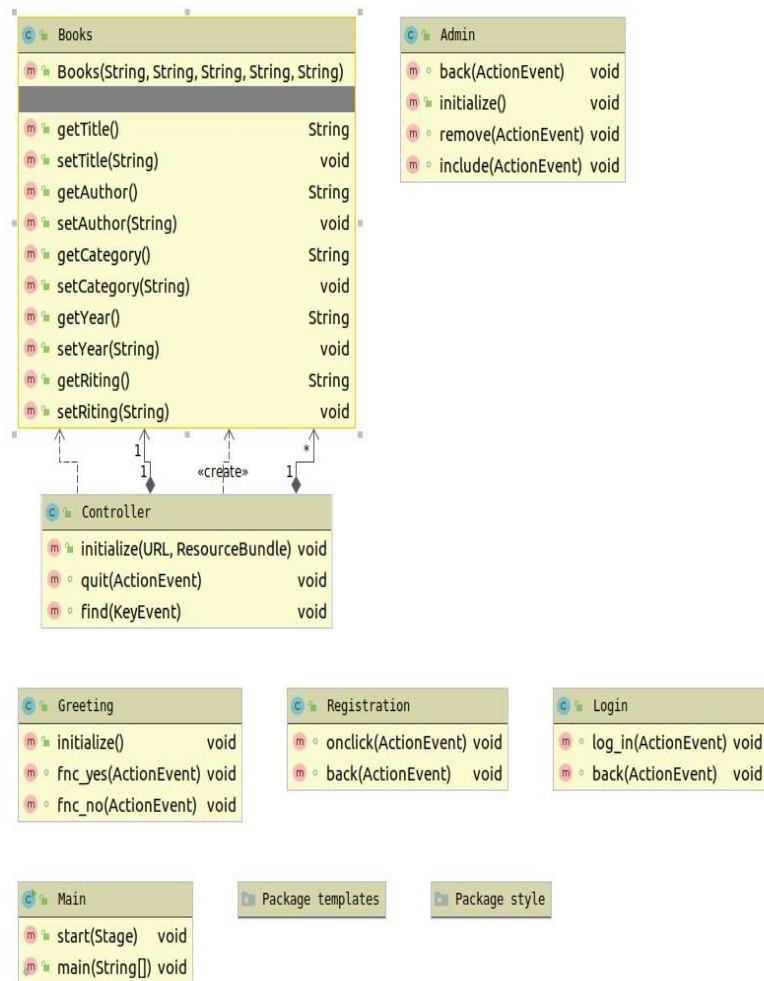 Books
Books(String, String, String, String, String)
getTitle() String
setTitle(String) void
getAuthor() String
setAuthor(String) void
getCategory() String
setCategory(String) void
getYear() String
setYear(String) void
getRiting() String
setRiting(String) void
Admin
back(ActionEvent) void
initialize() void
remove(ActionEvent) void
include(ActionEvent) void
1
1
«create»
*
1
Controller
initialize(URL, ResourceBundle) void
quit(ActionEvent) void
find(KeyEvent) void
Greeting
initialize() void
fnc_yes(ActionEvent) void
fnc_no(ActionEvent) void
Registration
onclick(ActionEvent) void
back(ActionEvent) void
Login
log_in(ActionEvent) void
back(ActionEvent) void
Main
start(Stage) void
main(String[]) void
Package templates
Package style